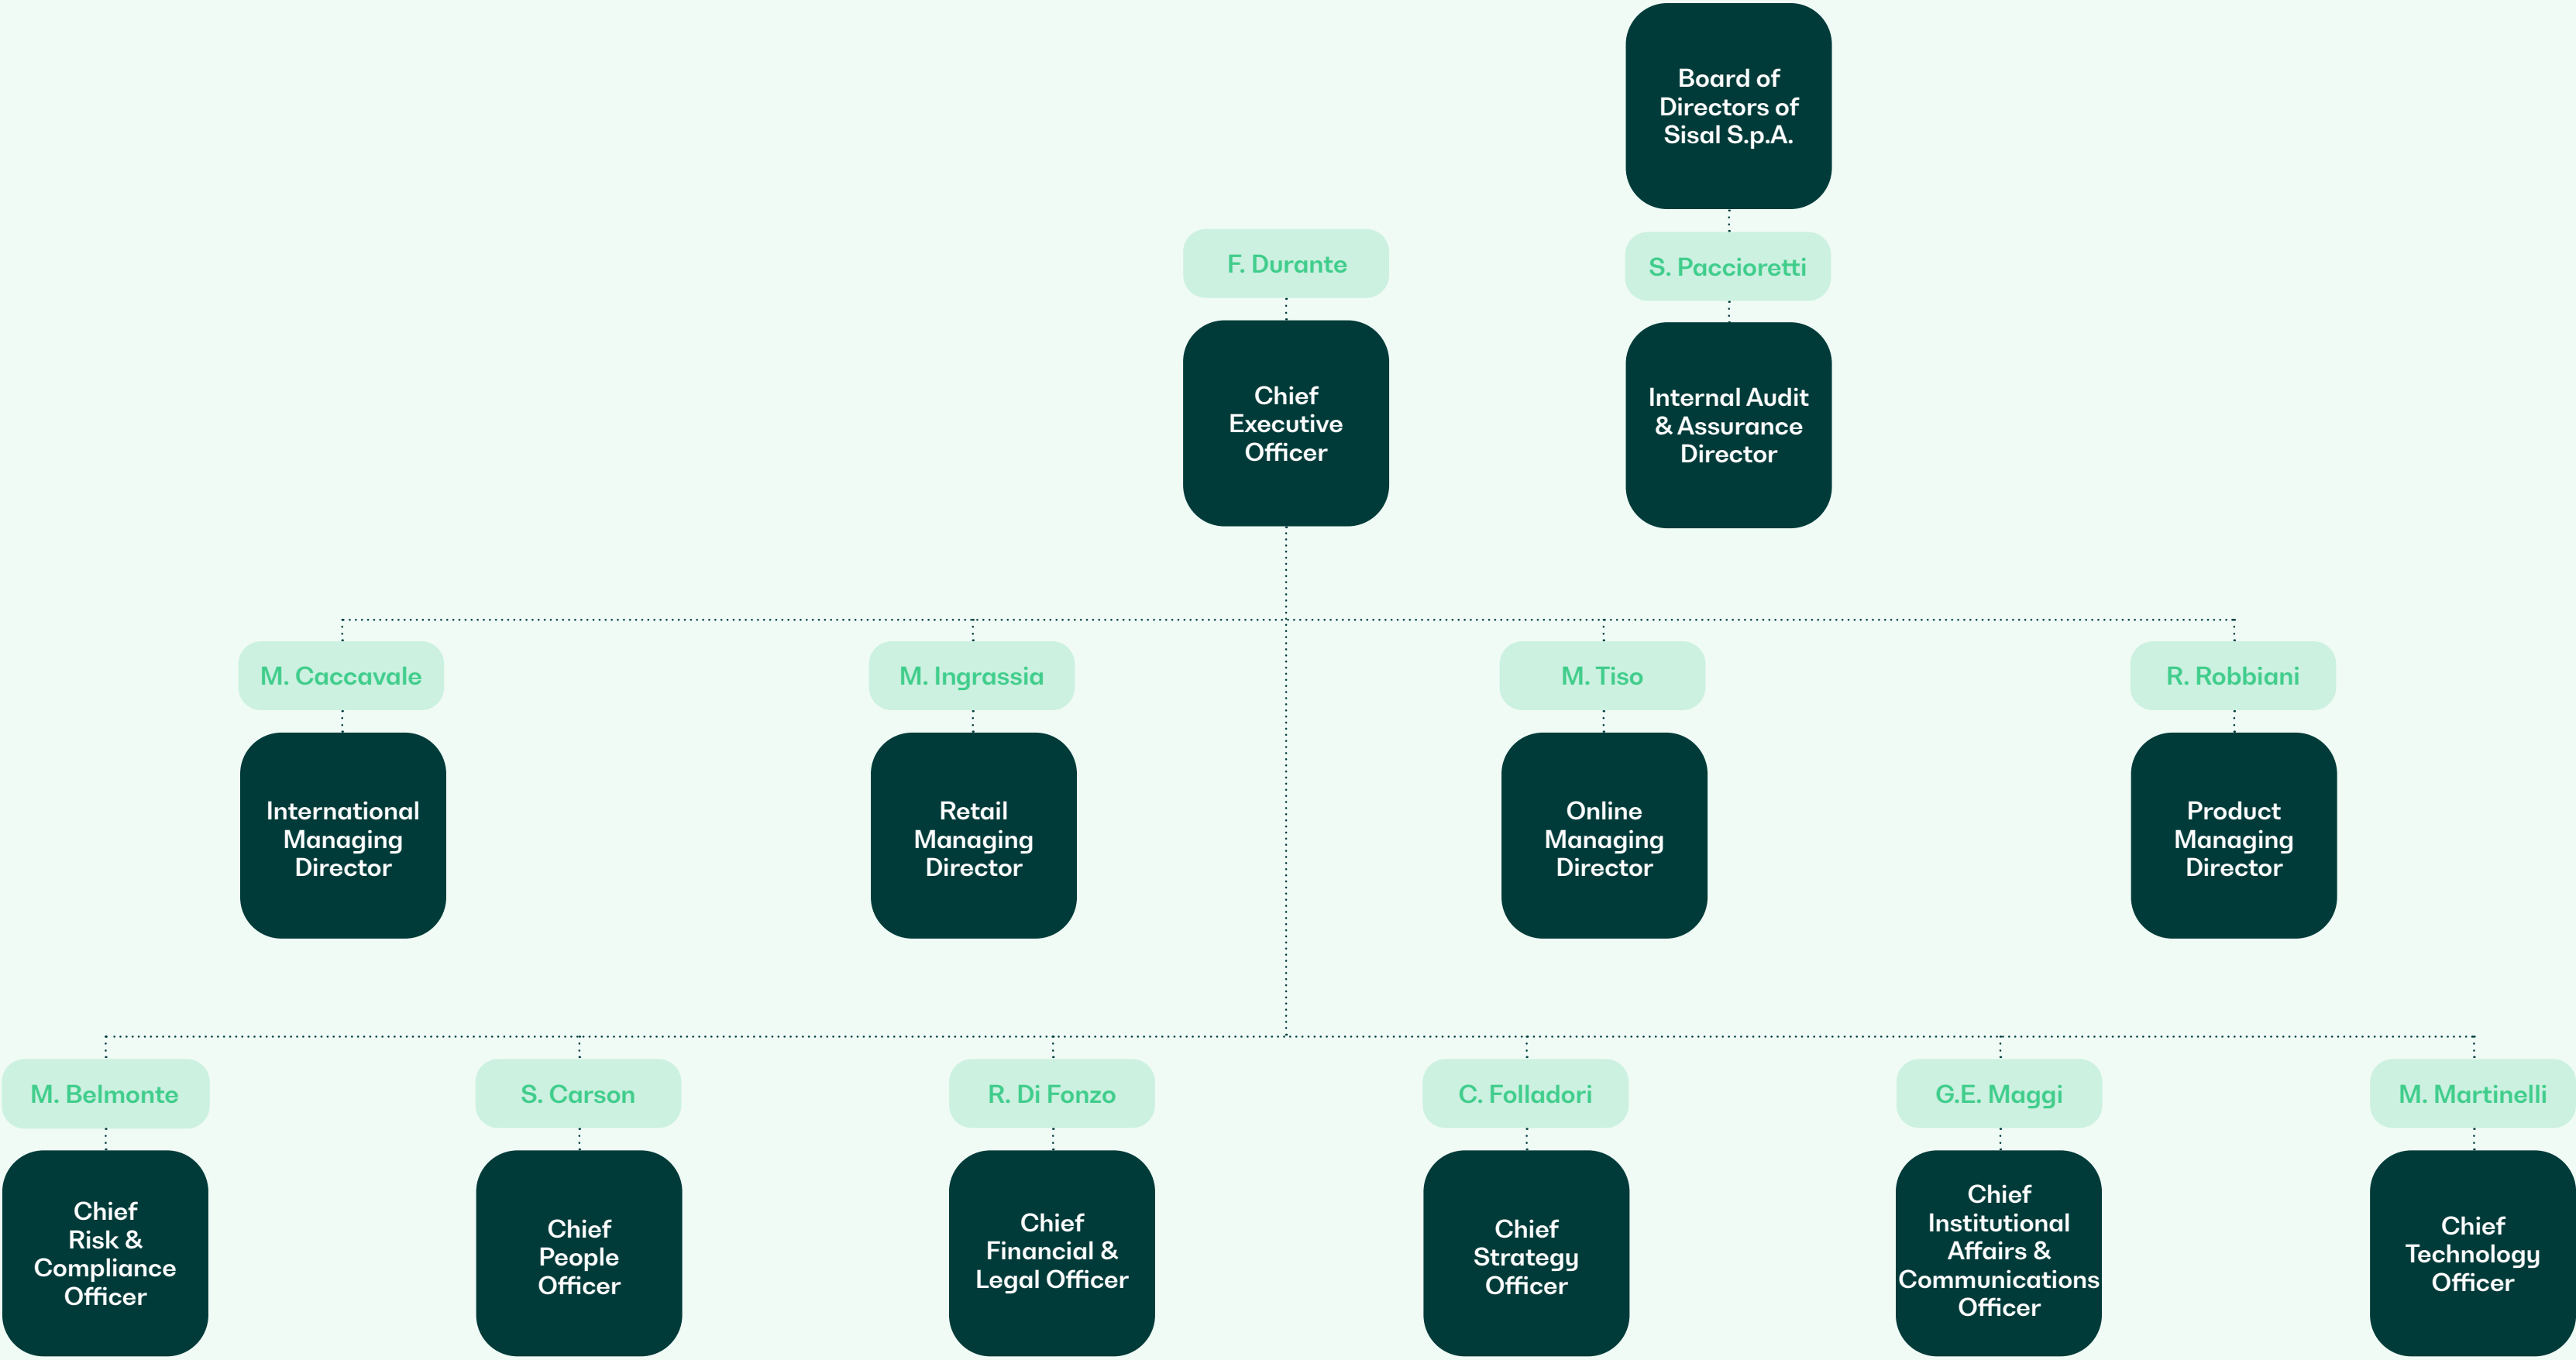 Board of
Directors of
Sisal S.p.A.
F. Durante
Chief
Executive
Officer
S. Paccioretti
Internal Audit
& Assurance
Director
M. Caccavale
International
Managing
Director
M. Ingrassia
Retail
Managing
Director
M. Tiso
Online
Managing
Director
R. Robbiani
Product
Managing
Director
M. Belmonte
Chief
Risk &
Compliance
Officer
S. Carson
Chief
People
Officer
R. Di Fonzo
Chief
Financial &
Legal Officer
C. Folladori
Chief
Strategy
Officer
G.E. Maggi
Chief
Institutional
Affairs &
Communications
Officer
M. Martinelli
Chief
Technology
Officer